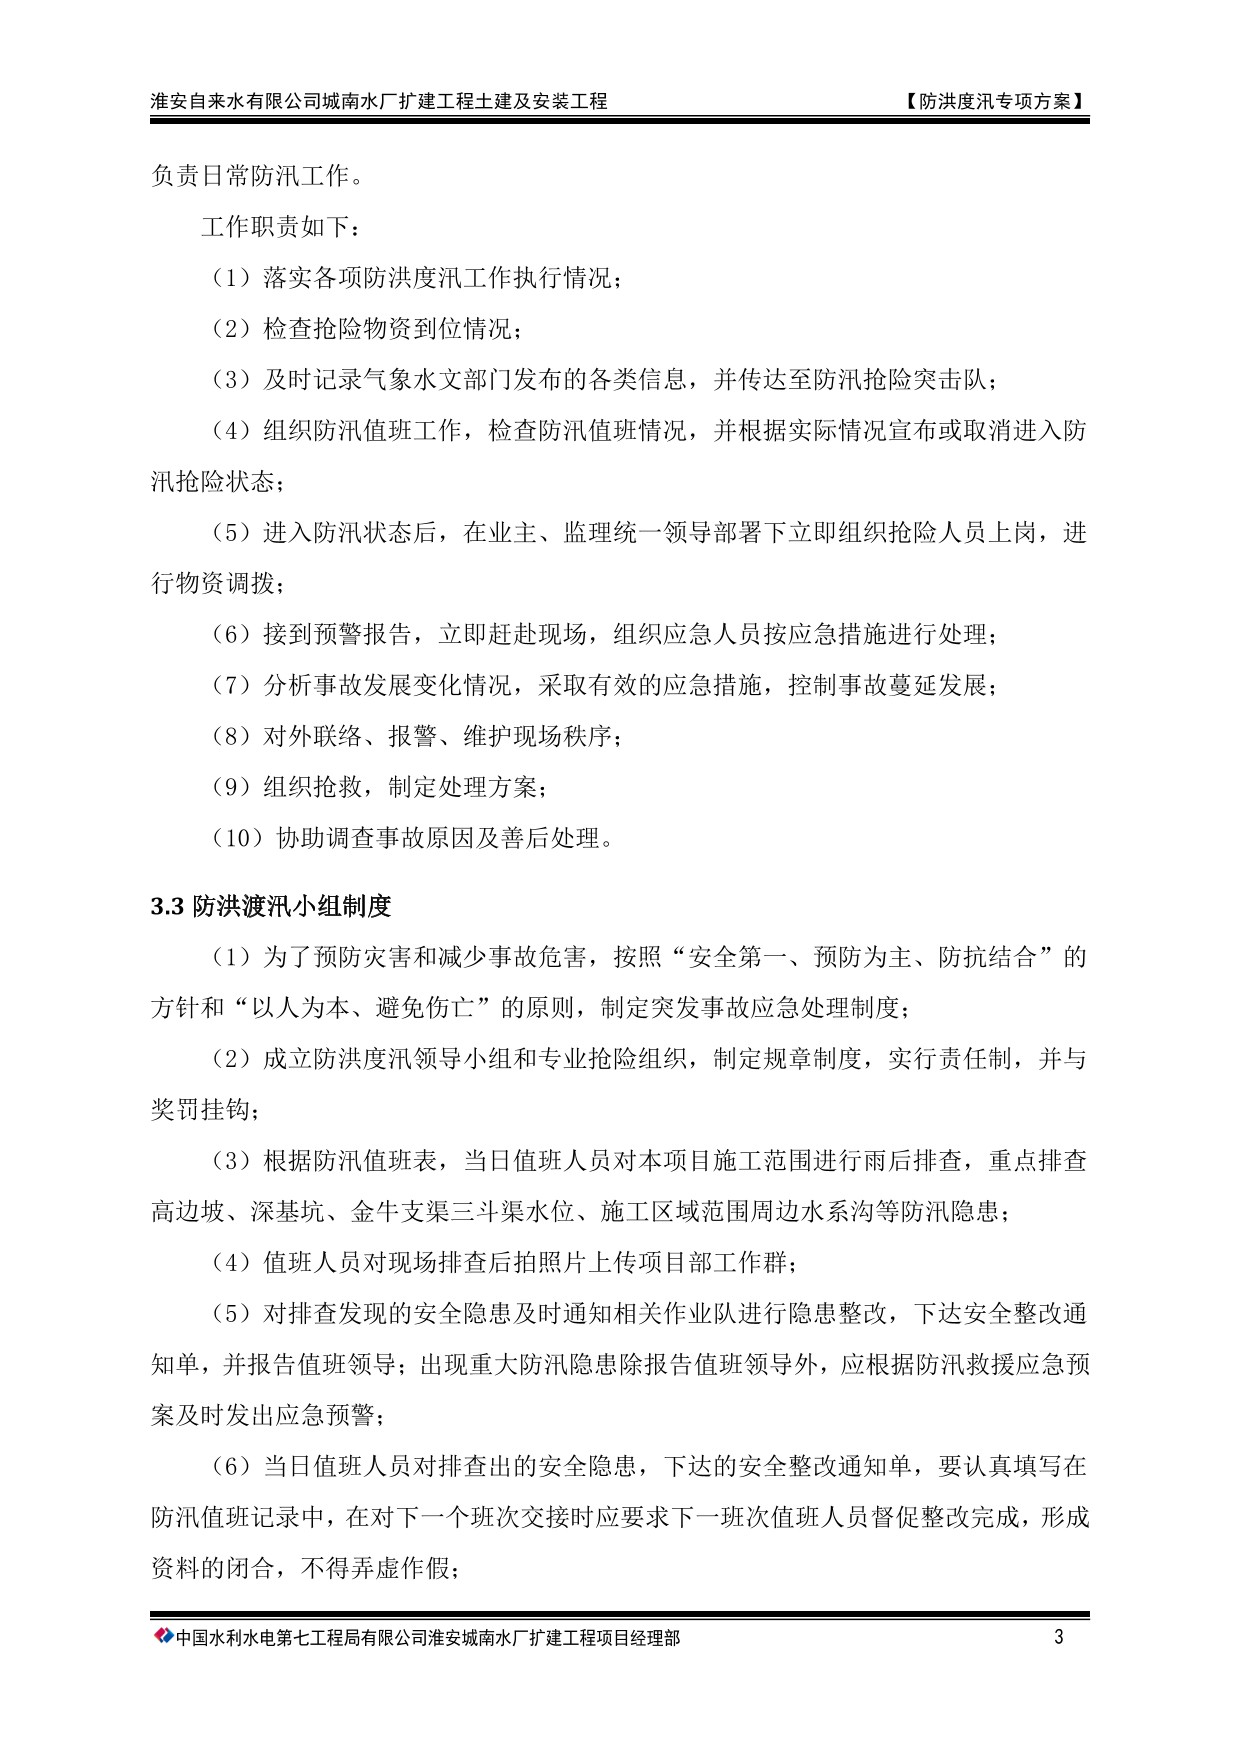 淮安自来水有限公司城南水厂扩建工程土建及安装工程 【防洪度汛专项方案】
负责日常防汛工作。
工作职责如下：
（1）落实各项防洪度汛工作执行情况；
（2）检查抢险物资到位情况；
（3）及时记录气象水文部门发布的各类信息，并传达至防汛抢险突击队；
（4）组织防汛值班工作，检查防汛值班情况，并根据实际情况宣布或取消进入防
汛抢险状态；
（5）进入防汛状态后，在业主、监理统一领导部署下立即组织抢险人员上岗，进
行物资调拨；
（6）接到预警报告，立即赶赴现场，组织应急人员按应急措施进行处理；
（7）分析事故发展变化情况，采取有效的应急措施，控制事故蔓延发展；
（8）对外联络、报警、维护现场秩序；
（9）组织抢救，制定处理方案；
（10）协助调查事故原因及善后处理。
3.3 防洪渡汛小组制度
（1）为了预防灾害和减少事故危害，按照“安全第一、预防为主、防抗结合”的
方针和“以人为本、避免伤亡”的原则，制定突发事故应急处理制度；
（2）成立防洪度汛领导小组和专业抢险组织，制定规章制度，实行责任制，并与
奖罚挂钩；
（3）根据防汛值班表，当日值班人员对本项目施工范围进行雨后排查，重点排查
高边坡、深基坑、金牛支渠三斗渠水位、施工区域范围周边水系沟等防汛隐患；
（4）值班人员对现场排查后拍照片上传项目部工作群；
（5）对排查发现的安全隐患及时通知相关作业队进行隐患整改，下达安全整改通
知单，并报告值班领导；出现重大防汛隐患除报告值班领导外，应根据防汛救援应急预
案及时发出应急预警；
（6）当日值班人员对排查出的安全隐患，下达的安全整改通知单，要认真填写在
防汛值班记录中，在对下一个班次交接时应要求下一班次值班人员督促整改完成，形成
资料的闭合，不得弄虚作假；
中国水利水电第七工程局有限公司淮安城南水厂扩建工程项目经理部 3